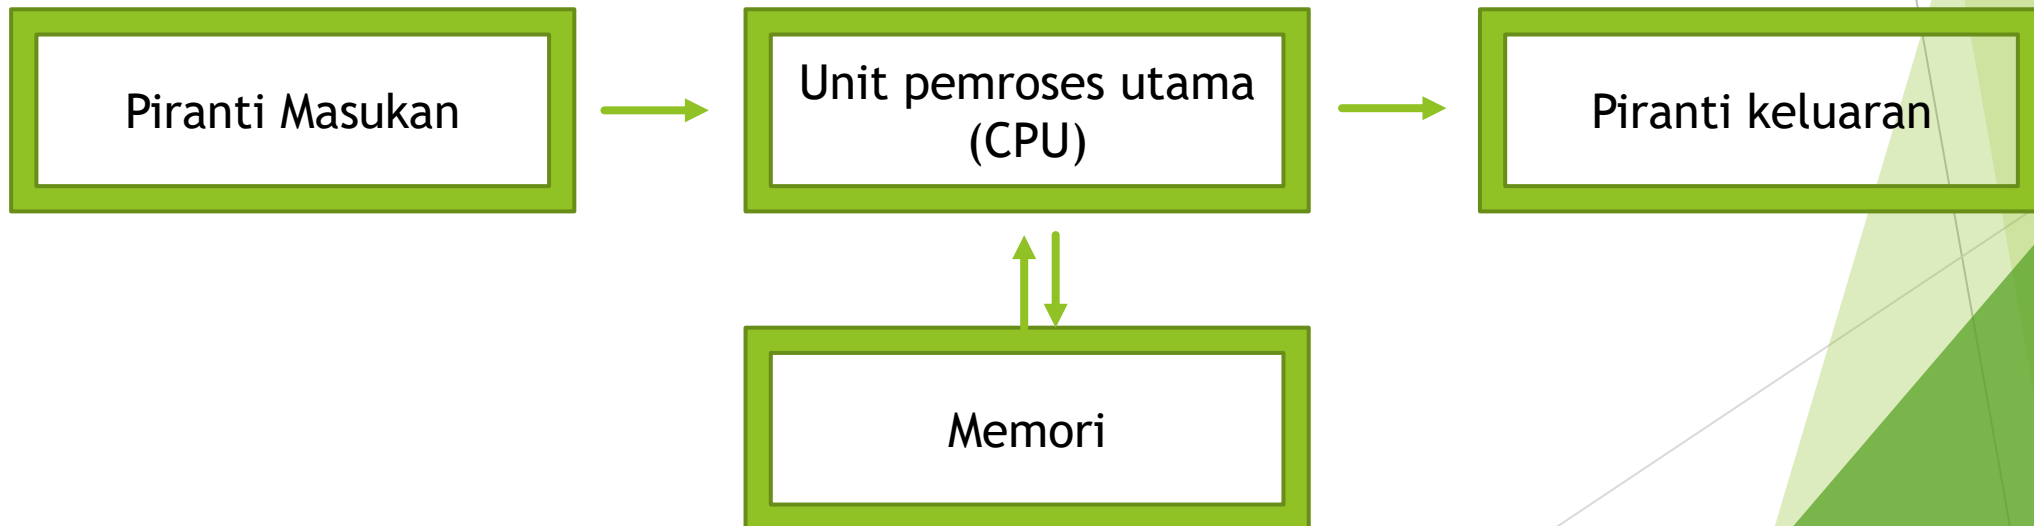 Piranti Masukan
Unit pemroses utama
(CPU)
Piranti keluaran
Memori